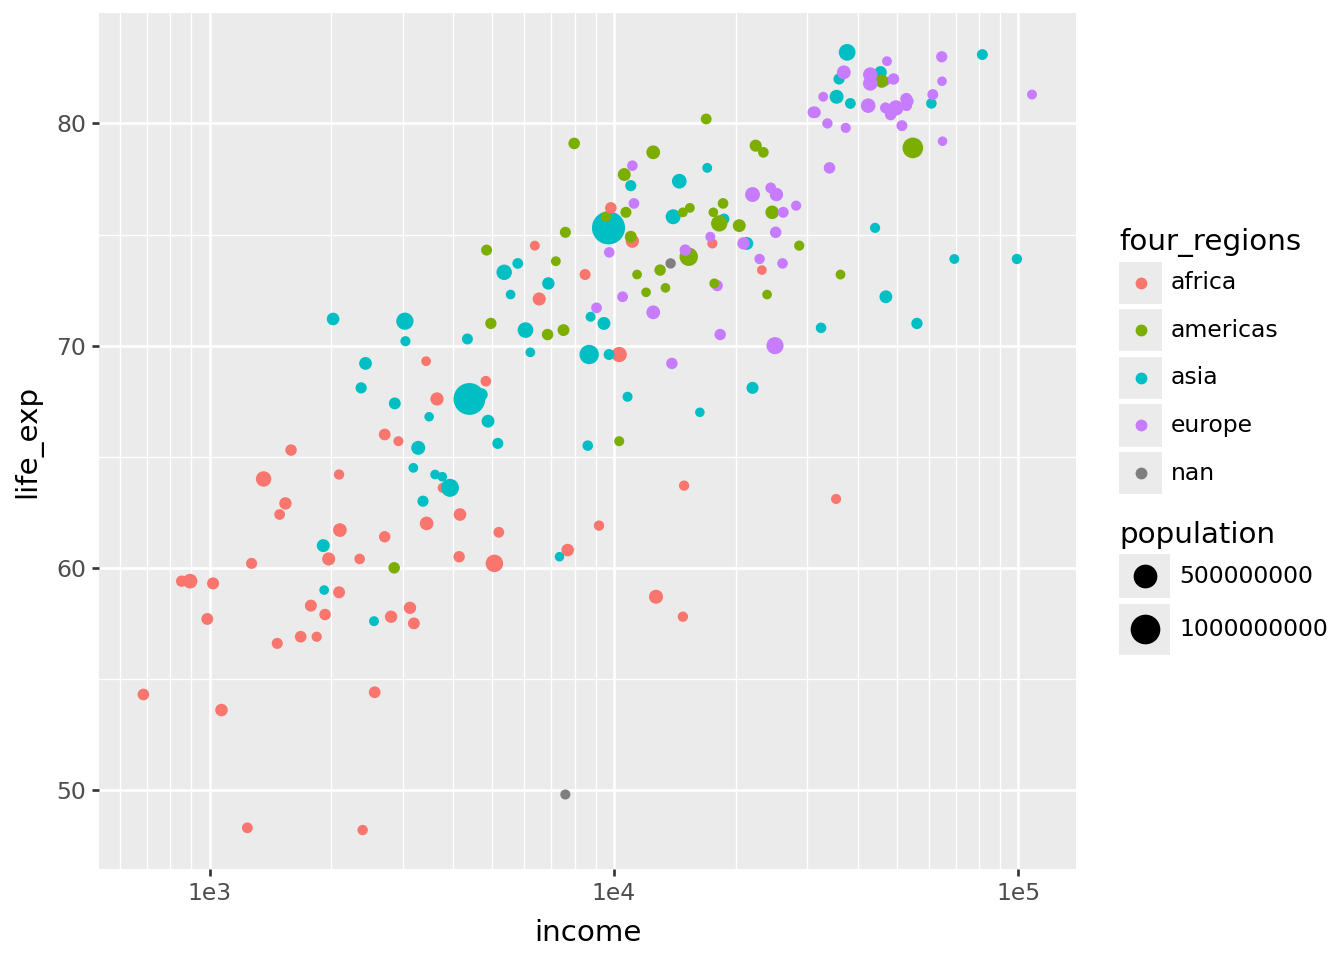 80
70
60
50
life_exp
1e3
1e4
1e5
income
four_regions
africa
americas
asia
europe
nan
population
500000000
1000000000